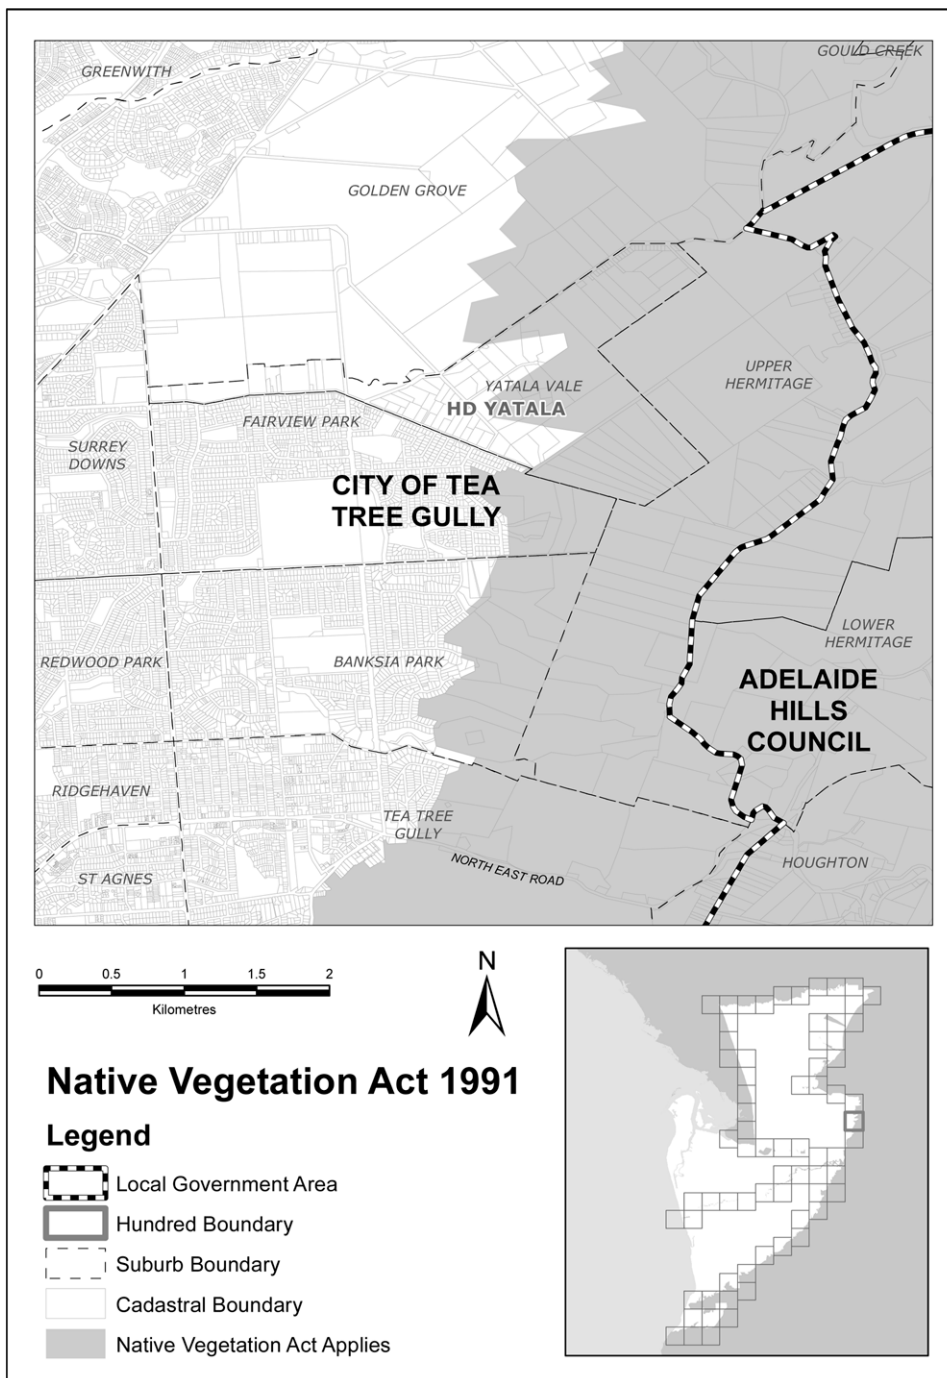 GOULD CREEK
GREENWITH
GOLDEN GROVE
UPPER
HERMITAGE
YATALA VALE
HD YATALA
FAIRVIEW PARK
SURREY
DOWNS
CITY OF TEA
TREE GULLY
LOWER
HERMITAGE
REDWOOD PARK
BANKSIA PARK
ADELAIDE
HILLS
COUNCIL
RIDGEHAVEN
TEA TREE
GULLY
NORTH EAST ROAD
HOUGHTON
ST AGNES
0 0.5 1 1.5 2
Kilometres
N
Native Vegetation Act 1991
Legend
Local Government Area
Hundred Boundary
Suburb Boundary
Cadastral Boundary
Native Vegetation Act Applies